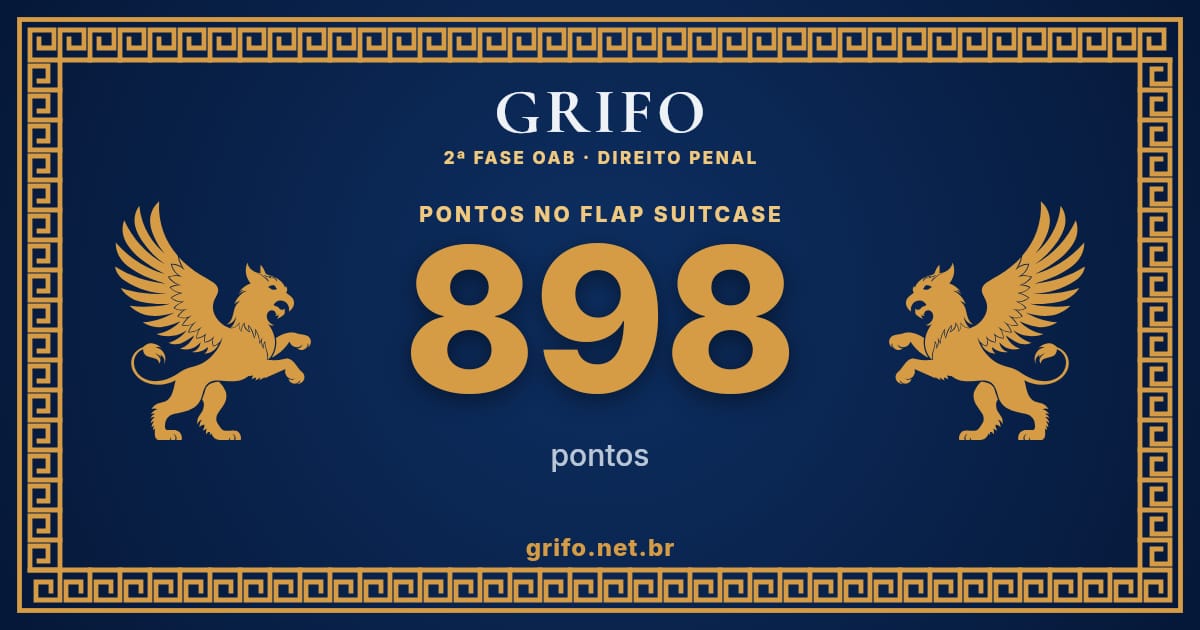 GRIFO
2ª FASE OAB · DIREITO PENAL
PONTOS NO FLAP SUITCASE
898
pontos
grifo.net.br